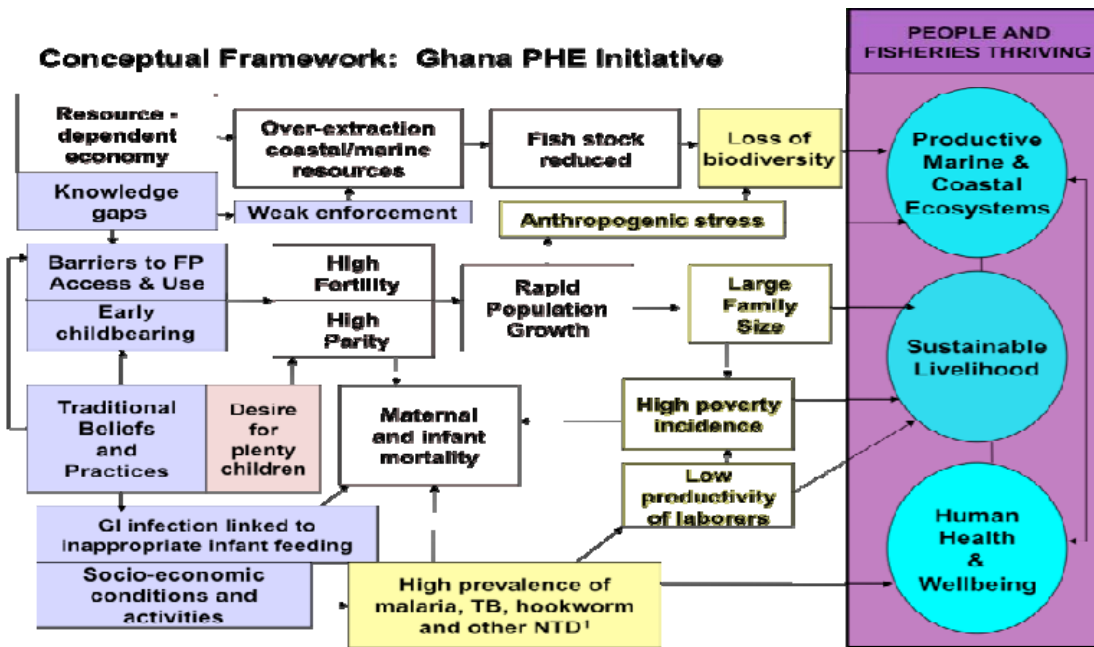 Conceptual Framework: Ghana PHE Initiative
PEOPLE AND
FISHERIES THRIVING
Resource -
dependent
economy
Over-extraction
coastal/marine
resources
Fish stock
reduced
Loss of
biodiversity
Productive
Marine &
Coastal
Ecosystems
Knowledge
gaps
Weak enforcement
Anthropogenic stress
Barriers to FP
Access & Use
Early
childbearing
High
Fertility
High
Parity
Rapid
Population
Growth
Large
Family
Size
Sustainable
Livelihood
Traditional
Beliefs
and
Practices
Desire
for
plenty
children
Maternal
and infant
mortality
High poverty
incidence
Low
productivity
of laborers
GI infection linked to
inappropriate infant feeding
Socio-economic
conditions and
activities
High prevalence of
malaria, TB, hookworm
and other NTD¹
Human
Health
&
Wellbeing